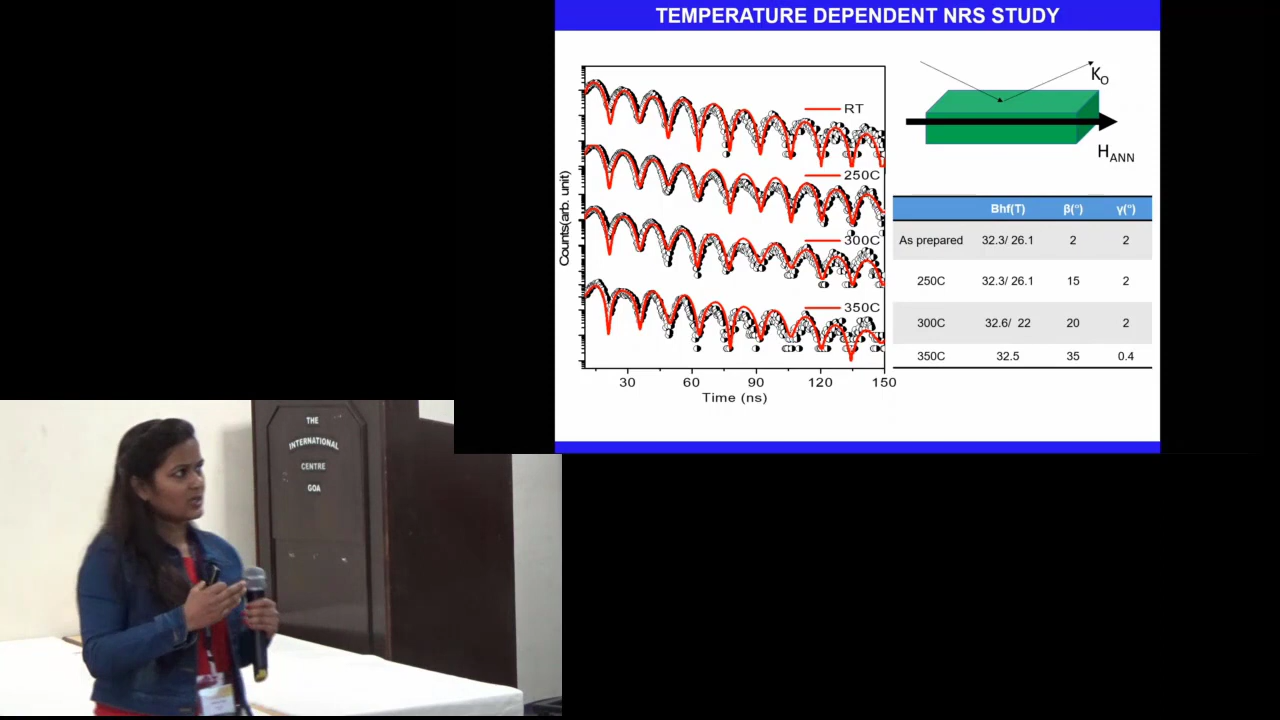 TEMPERATURE DEPENDENT NRS STUDY
Counts(arb. unit)
RT
250C
300C
350C
30 60 90 120 150
Time (ns)
KO
HANN
Bhf(T) β(°) γ(°)
As prepared 32.3/ 26.1 2 2
250C 32.3/ 26.1 15 2
300C 32.6/ 22 20 2
350C 32.5 35 0.4
THE
INTERNATIONAL
CENTRE
GOA